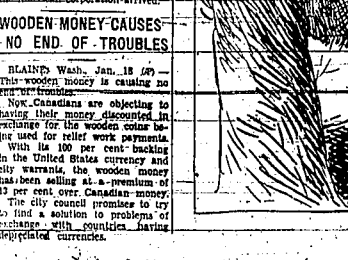 corporation arrived.
WOODEN MONEY CAUSES
NO END OF TROUBLES
BLAINE, Wash., Jan. 18 (AP) —
This wooden money is causing no
end of troubles.
Now Canadians are objecting to
having their money discounted in
exchange for the wooden coins be-
ing used for relief work payments.
With its 100 per cent backing
in the United States currency and
city warrants, the wooden money
has been selling at a premium of
13 per cent over Canadian money.
The city council promises to try
to find a solution to problems of
exchange with countries having
depreciated currencies.